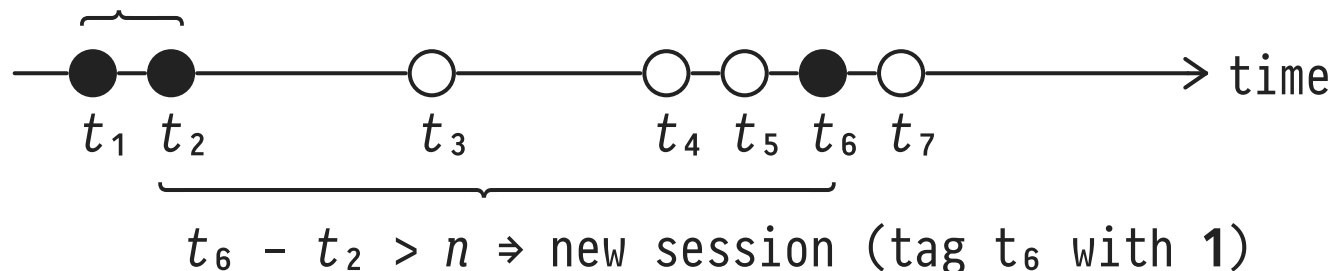 time
t₁ t₂ t₃ t₄ t₅ t₆ t₇
t₆ - t₂ > n → new session (tag t₆ with 1)